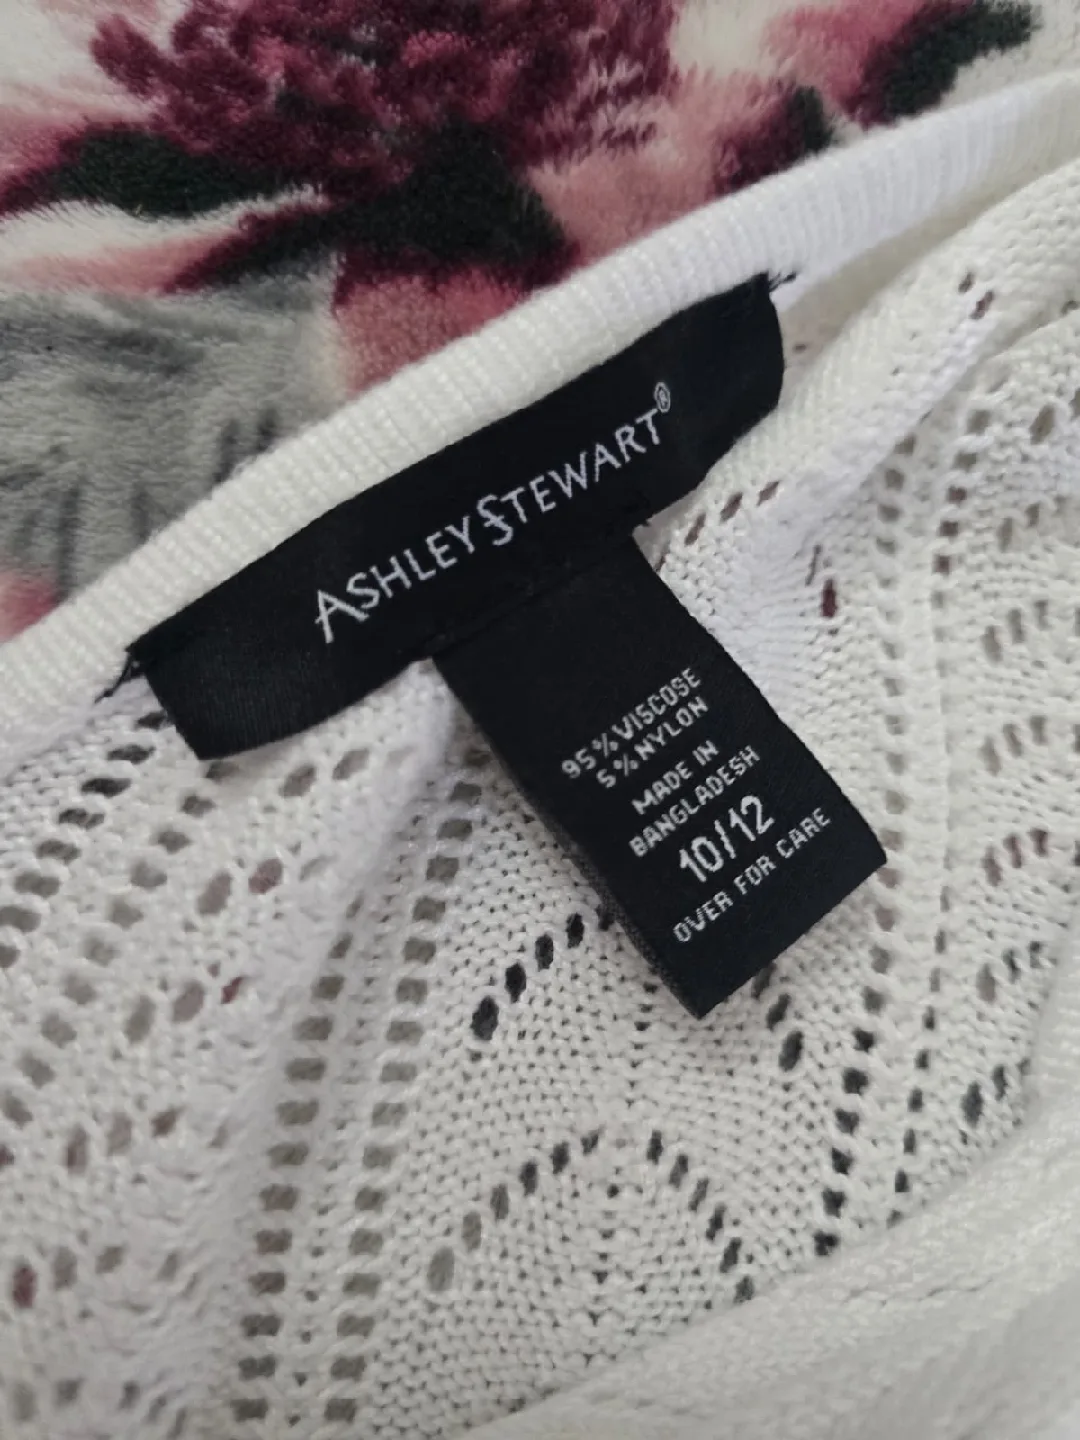 ASHLEY STEWART®
95% VISCOSE
5% NYLON
MADE IN
BANGLADESH
10/12
OVER FOR CARE